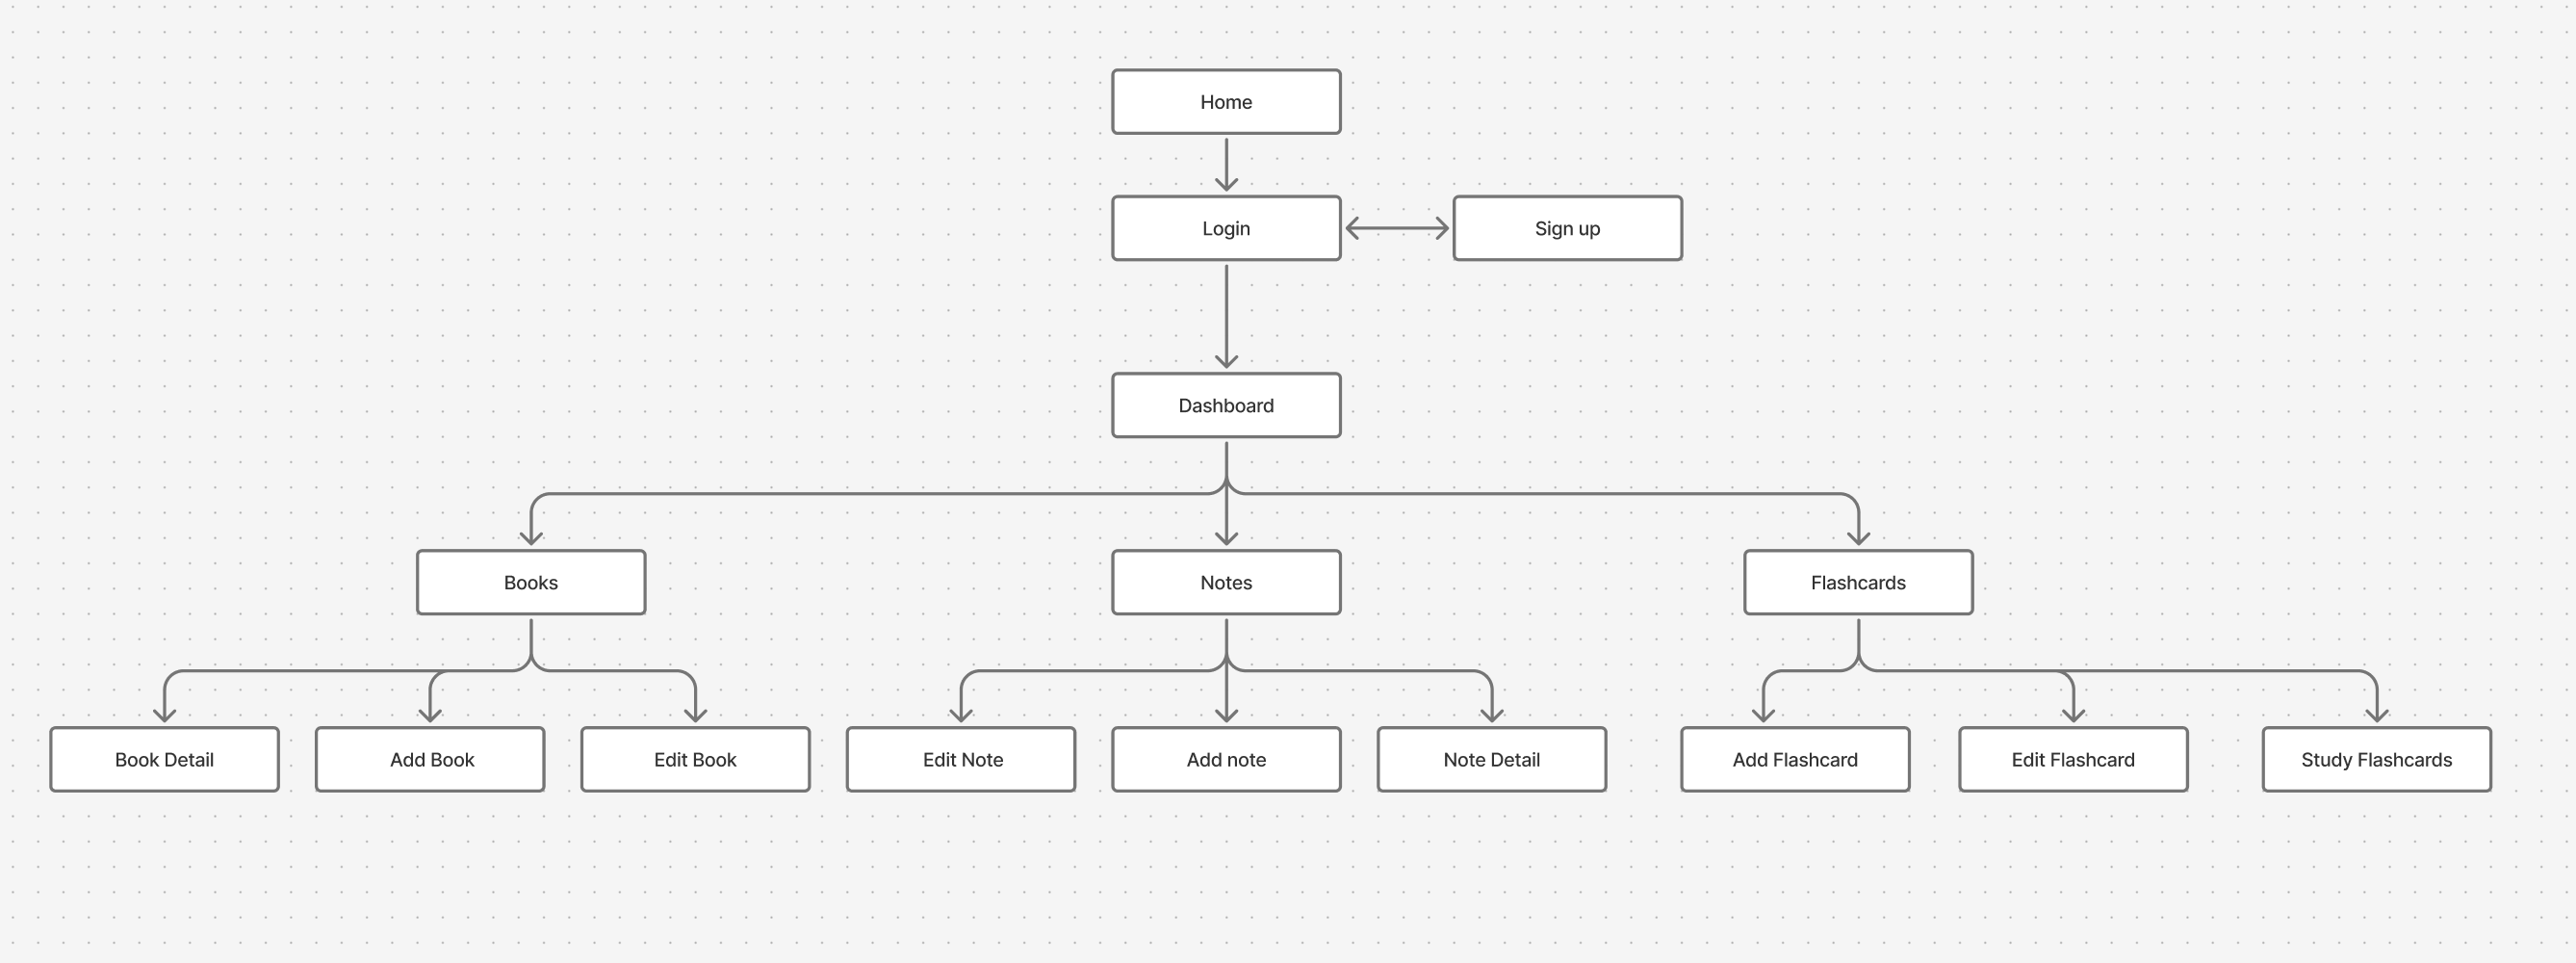 Home
Login
Sign up
Dashboard
Books
Notes
Flashcards
Book Detail
Add Book
Edit Book
Edit Note
Add note
Note Detail
Add Flashcard
Edit Flashcard
Study Flashcards